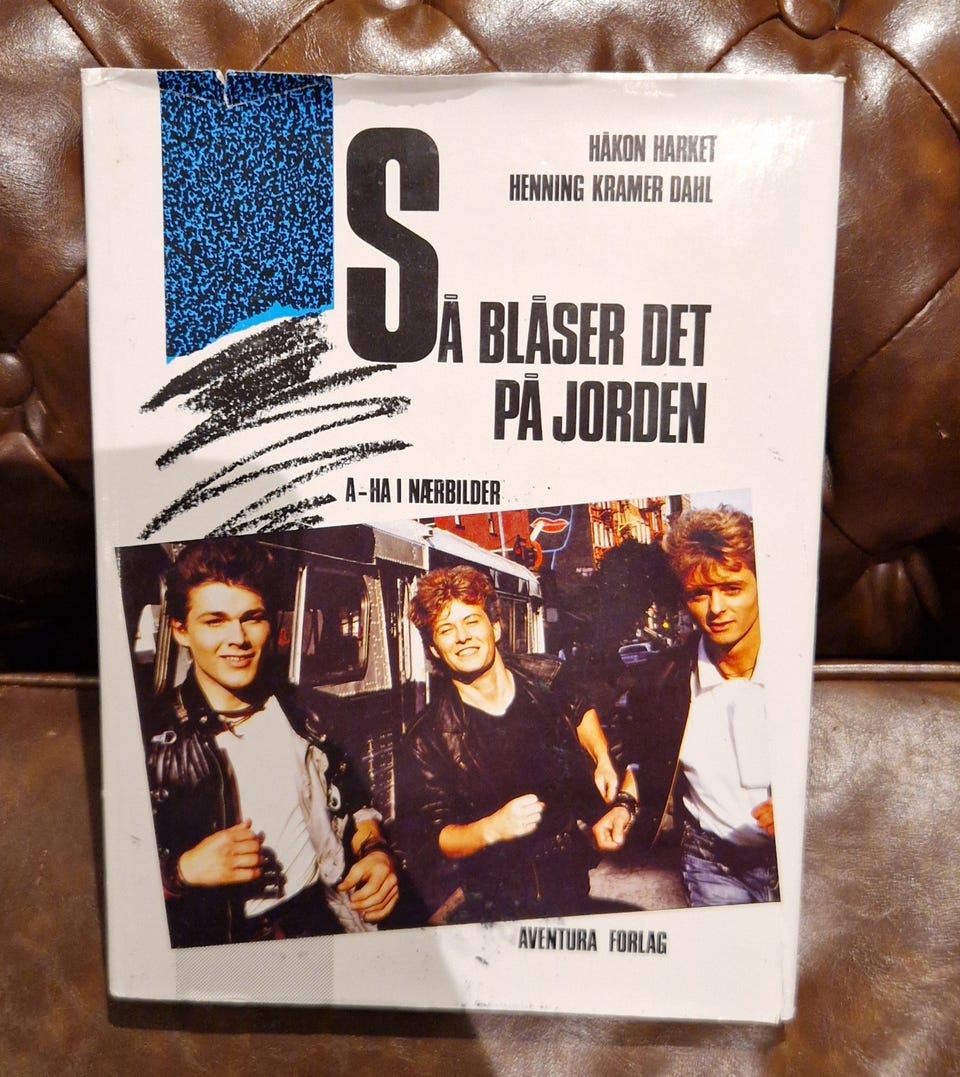 HÅKON HARKET
HENNING KRAMER DAHL
SÅ BLÅSER DET
PÅ JORDEN
A-HA I NÆRBILDER
AVENTURA FORLAG